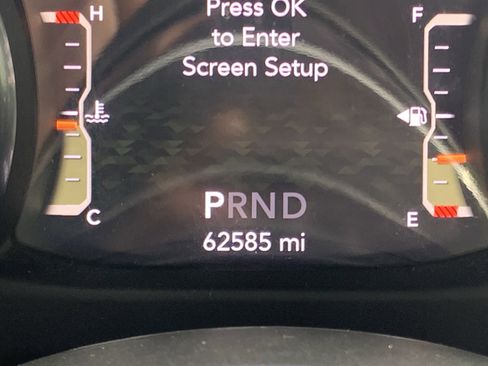 H
Press OK
F
to Enter
Screen Setup
C
PRND
E
62585 mi